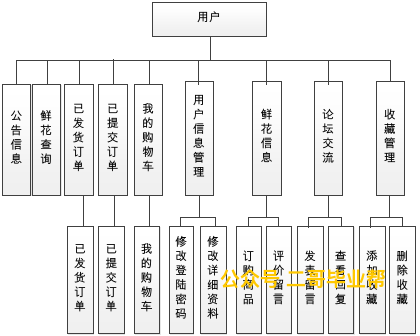 用户
公告信息
鲜花查询
已发货订单
已提交订单
我的购物车
用户信息管理
鲜花信息
论坛交流
收藏管理
已发货订单
已提交订单
我的购物车
修改登陆密码
修改详细资料
订购商品
评价留言
发表留言
查看回复
添加收藏
删除收藏
公众号 二哥毕业帮